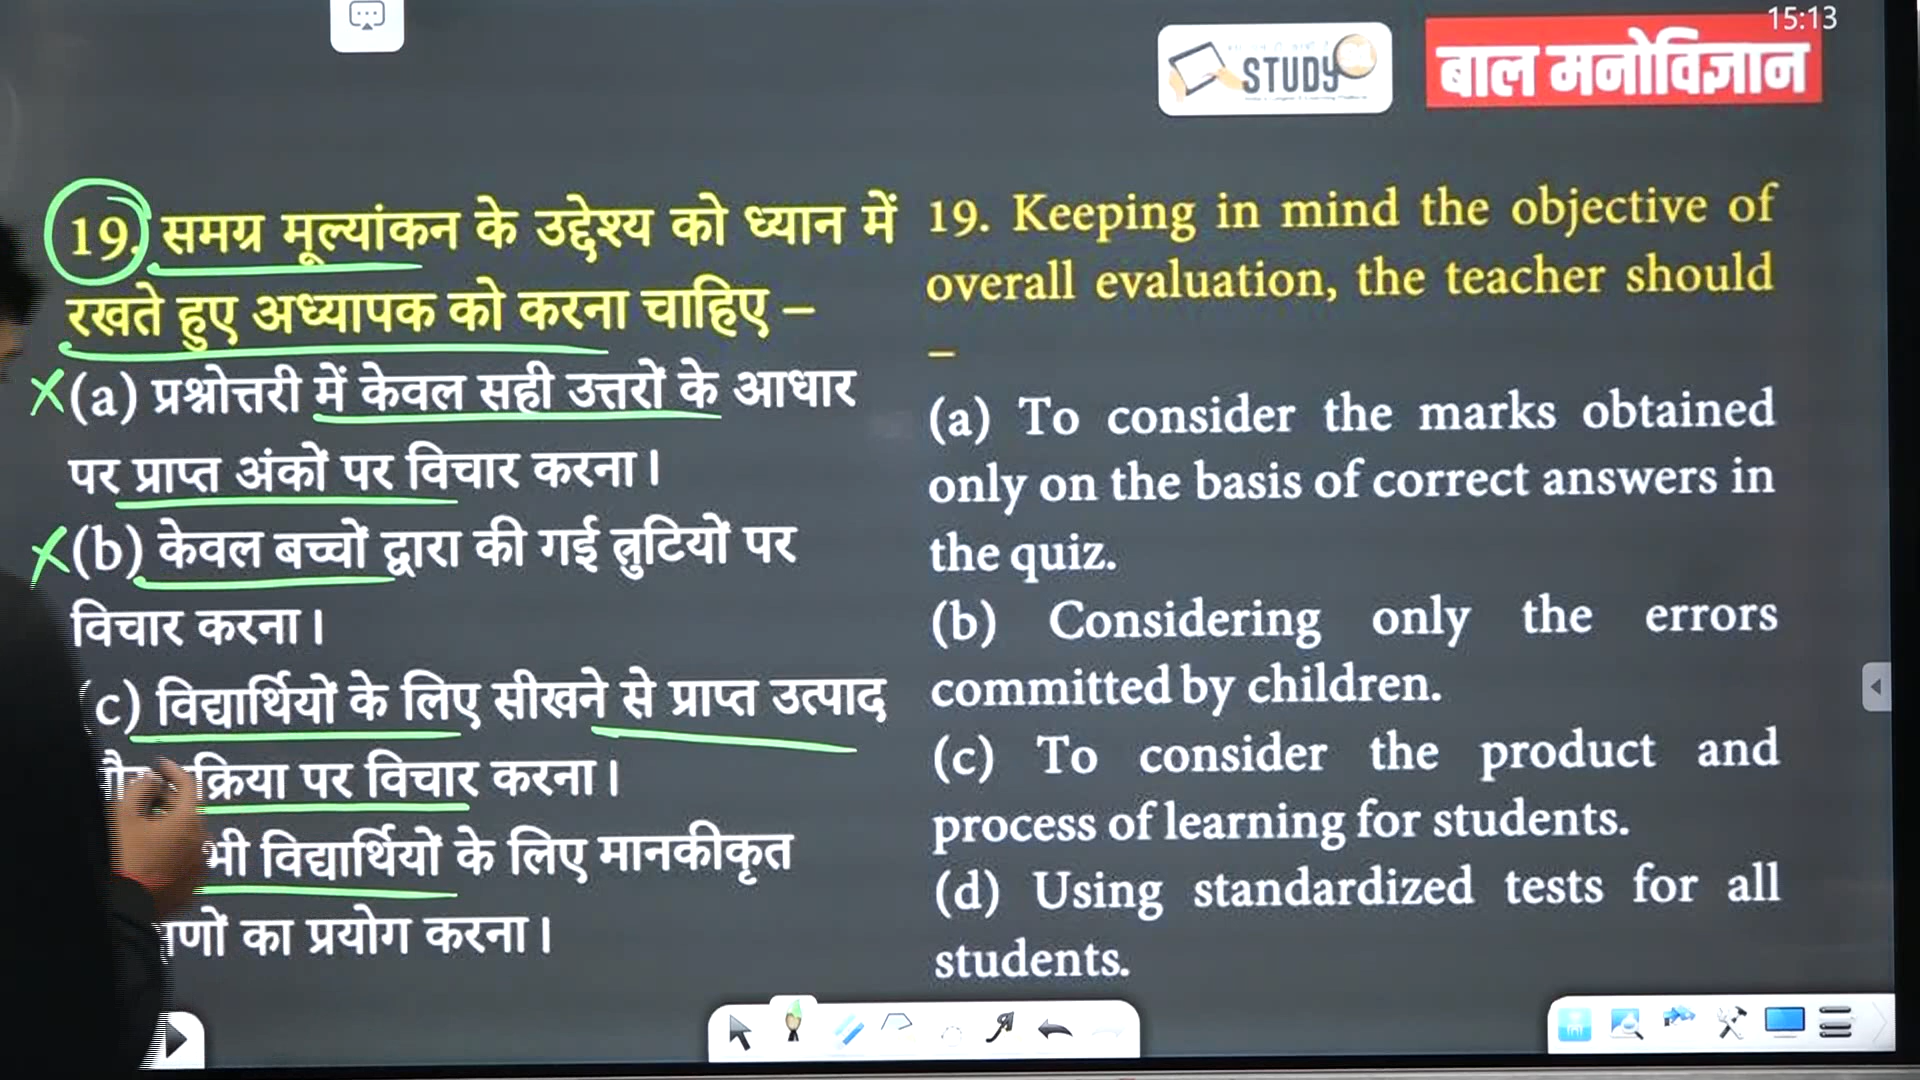 15:13
STUDY
बाल मनोविज्ञान
19. समग्र मूल्यांकन के उद्देश्य को ध्यान में
रखते हुए अध्यापक को करना चाहिए –
(a) प्रश्नोत्तरी में केवल सही उत्तरों के आधार
पर प्राप्त अंकों पर विचार करना।
(b) केवल बच्चों द्वारा की गई त्रुटियों पर
विचार करना।
(c) विद्यार्थियों के लिए सीखने से प्राप्त उत्पाद
पर विचार करना।
विद्यार्थियों के लिए मानकीकृत
का प्रयोग करना।
19. Keeping in mind the objective of
overall evaluation, the teacher should
–
(a) To consider the marks obtained
only on the basis of correct answers in
the quiz.
(b) Considering only the errors
committed by children.
(c) To consider the product and
process of learning for students.
(d) Using standardized tests for all
students.